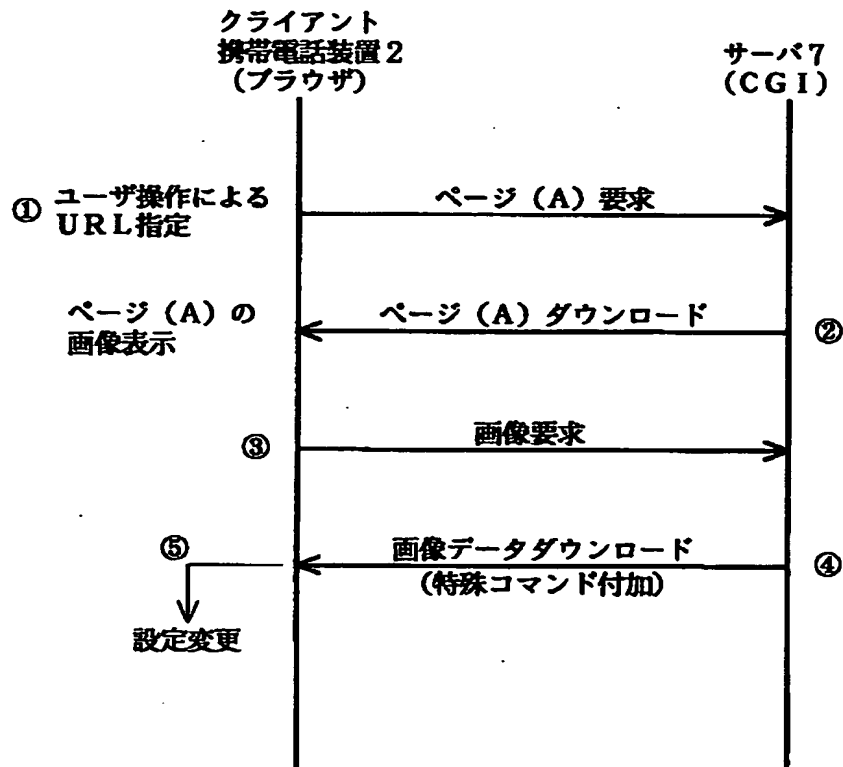 クライアント
携帯電話装置2
(ブラウザ)
サーバ7
(CGI)
① ユーザ操作による
URL指定
ページ(A)要求
ページ(A)の
画像表示
ページ(A)ダウンロード
②
③
画像要求
⑤
画像データダウンロード
(特殊コマンド付加)
④
設定変更